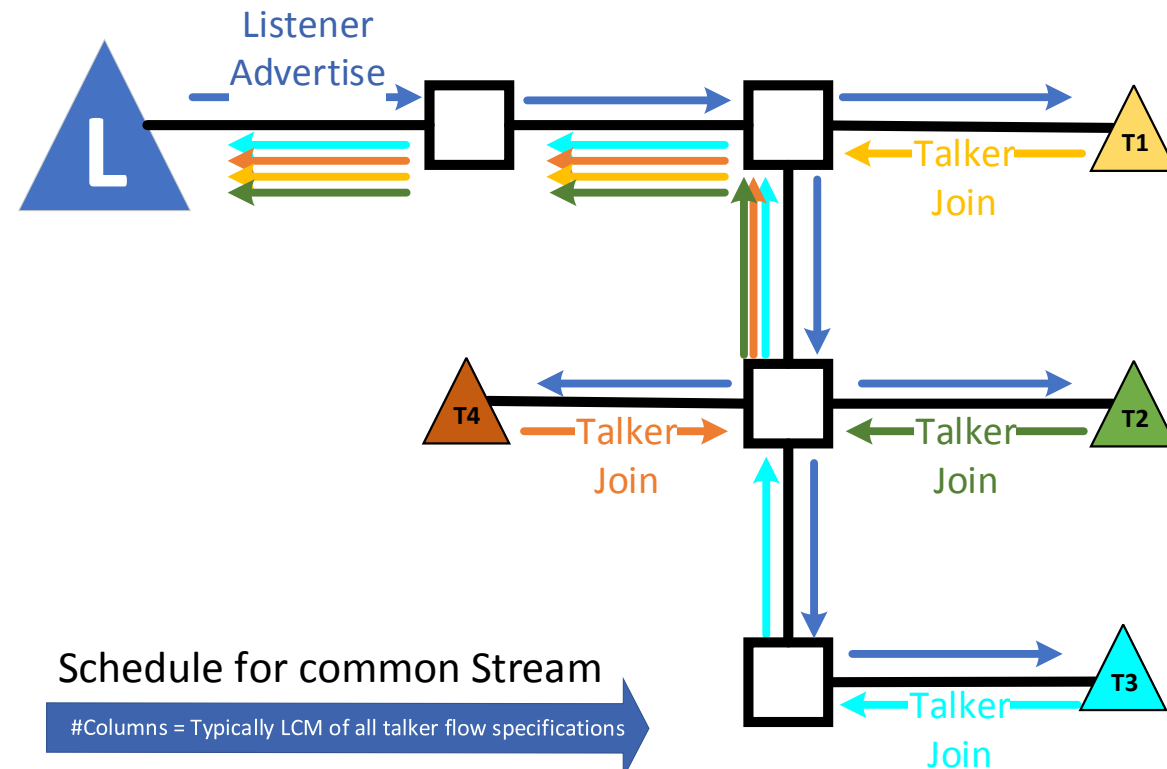 Listener
Advertise
L
T1
Talker
Join
T4
T2
Talker
Join
Talker
Join
Schedule for common Stream
T3
#Columns = Typically LCM of all talker flow specifications
Talker
Join